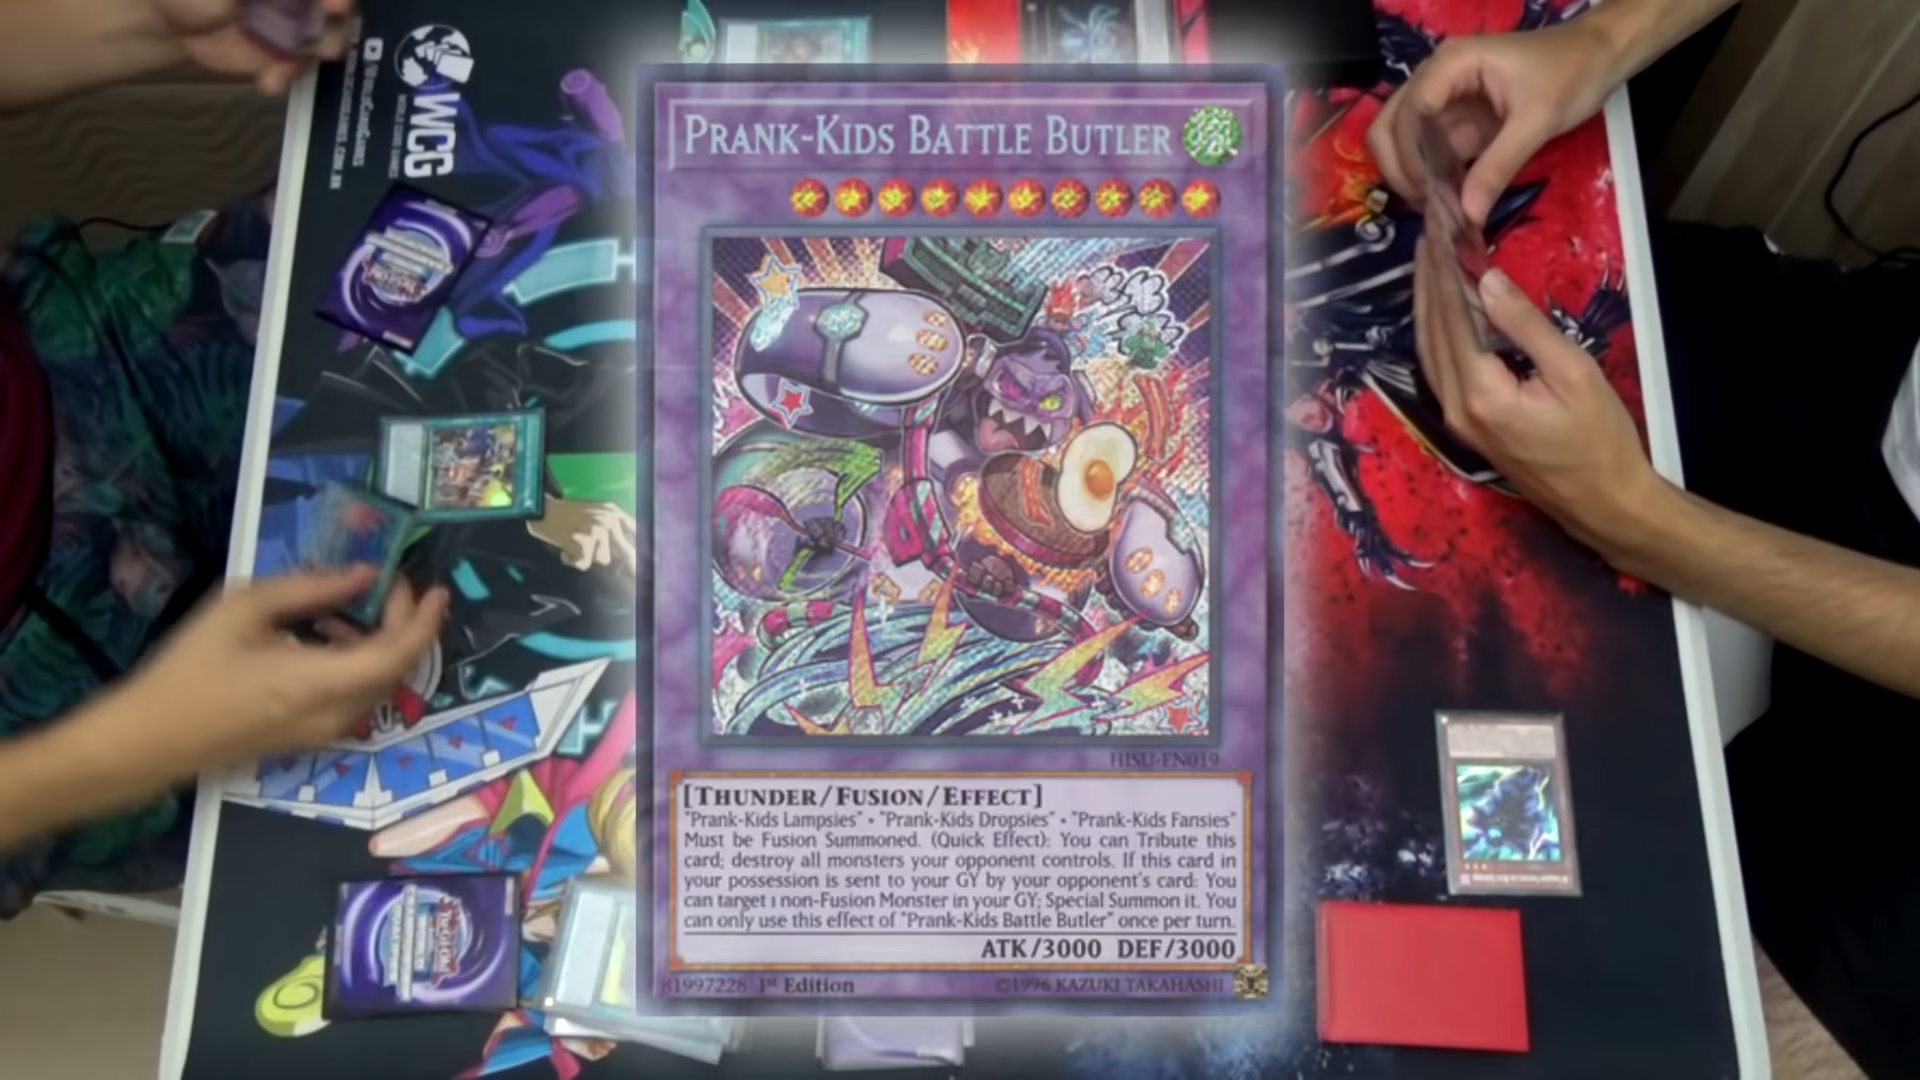 WCG
WORLD CARD GAMES
PRANK-KIDS BATTLE BUTLER
HISU-EN019
[THUNDER/FUSION/EFFECT]
"Prank-Kids Lampsies" • "Prank-Kids Dropsies" • "Prank-Kids Fansies"
Must be Fusion Summoned. (Quick Effect): You can Tribute this
card; destroy all monsters your opponent controls. If this card in
your possession is sent to your GY by your opponent's card: You
can target 1 non-Fusion Monster in your GY; Special Summon it. You
can only use this effect of "Prank-Kids Battle Butler" once per turn.
ATK/3000 DEF/3000
81997228 1st Edition
©1996 KAZUKI TAKAHASHI